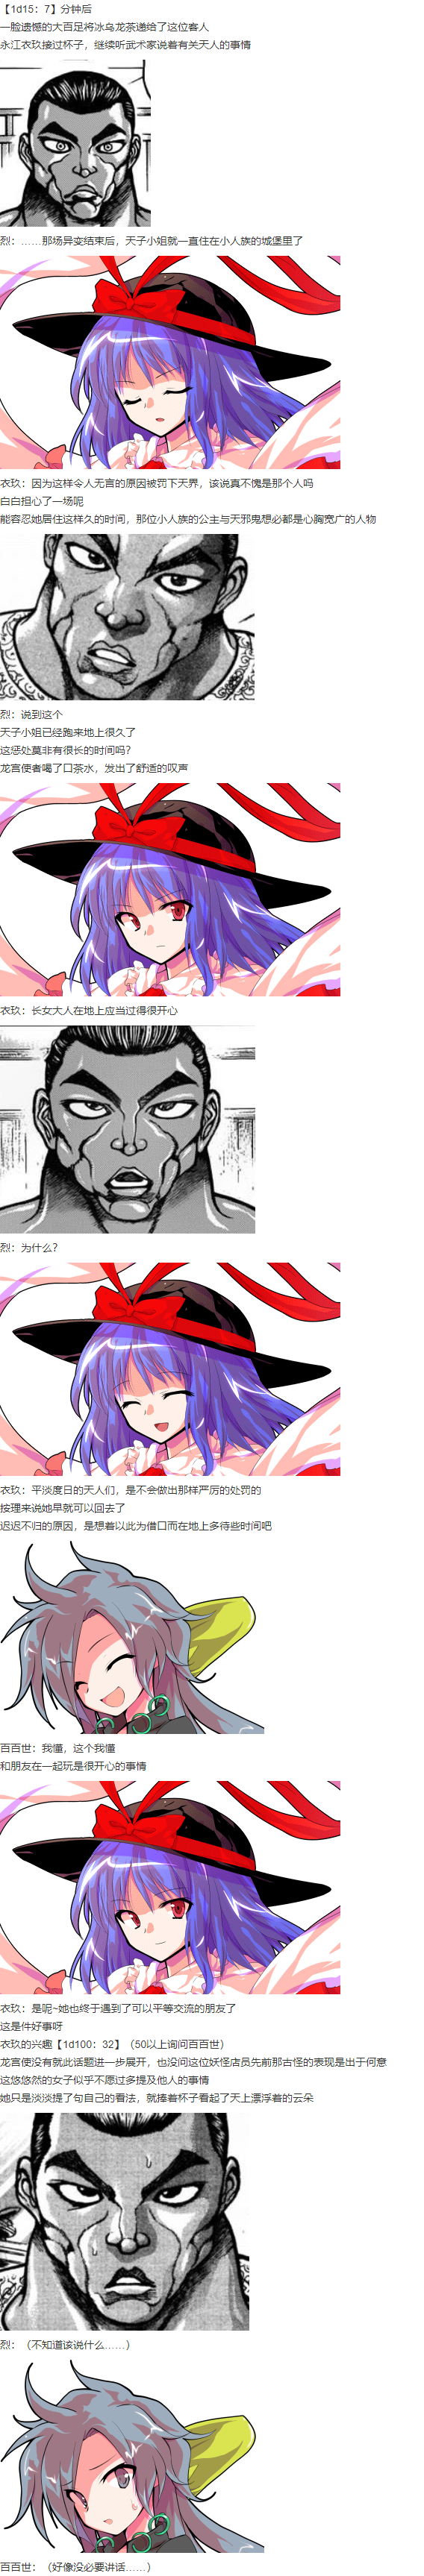 【1d15：7】分钟后
一脸遗憾的大百足将冰乌龙茶递给了这位客人
永江衣玖接过杯子，继续听武术家说着有关天人的事情
烈：……那场异变结束后，天子小姐就一直住在小人族的城堡里了
衣玖：因为这样令人无言的原因被罚下天界，该说真不愧是那个人吗
白白担心了一场呢
能容忍她居住这样久的时间，那位小人族的公主与天邪鬼想必都是心胸宽广的人物
烈：说到这个
天子小姐已经跑来地上很久了
这惩处莫非有很长的时间吗？
龙宫使者喝了口茶水，发出了舒适的叹声
衣玖：长女大人在地上应当过得很开心
烈：为什么？
衣玖：平淡度日的天人们，是不会做出那样严厉的处罚的
按理来说她早就可以回去了
迟迟不归的原因，是想着以此为借口而在地上多待些时间吧
百百世：我懂，这个我懂
和朋友在一起玩是很开心的事情
衣玖：是呢~她也终于遇到了可以平等交流的朋友了
这是件好事呀
衣玖的兴趣【1d100：32】（50以上询问百百世）
龙宫使没有就此话题进一步展开，也没问这位妖怪店员先前那古怪的表现是出于何意
这悠悠然的女子似乎不愿过多提及他人的事情
她只是淡淡提了句自己的看法，就捧着杯子看起了天上漂浮着的云朵
烈：（不知道该说什么……）
百百世：（好像没必要讲话……）